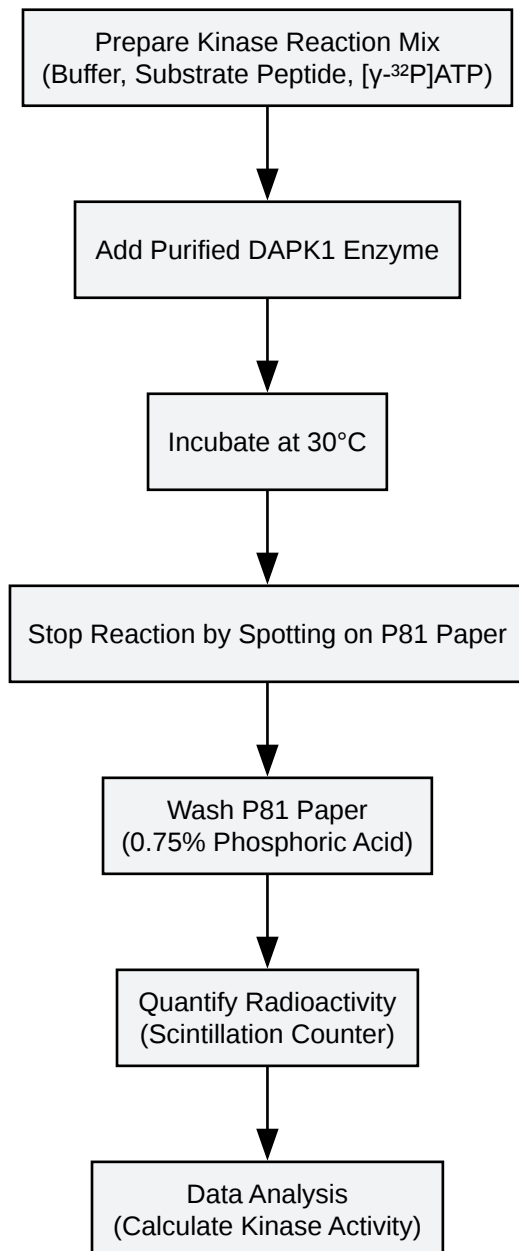 Prepare Kinase Reaction Mix
(Buffer, Substrate Peptide, [γ-³²P]ATP)
Add Purified DAPK1 Enzyme
Incubate at 30°C
Stop Reaction by Spotting on P81 Paper
Wash P81 Paper
(0.75% Phosphoric Acid)
Quantify Radioactivity
(Scintillation Counter)
Data Analysis
(Calculate Kinase Activity)